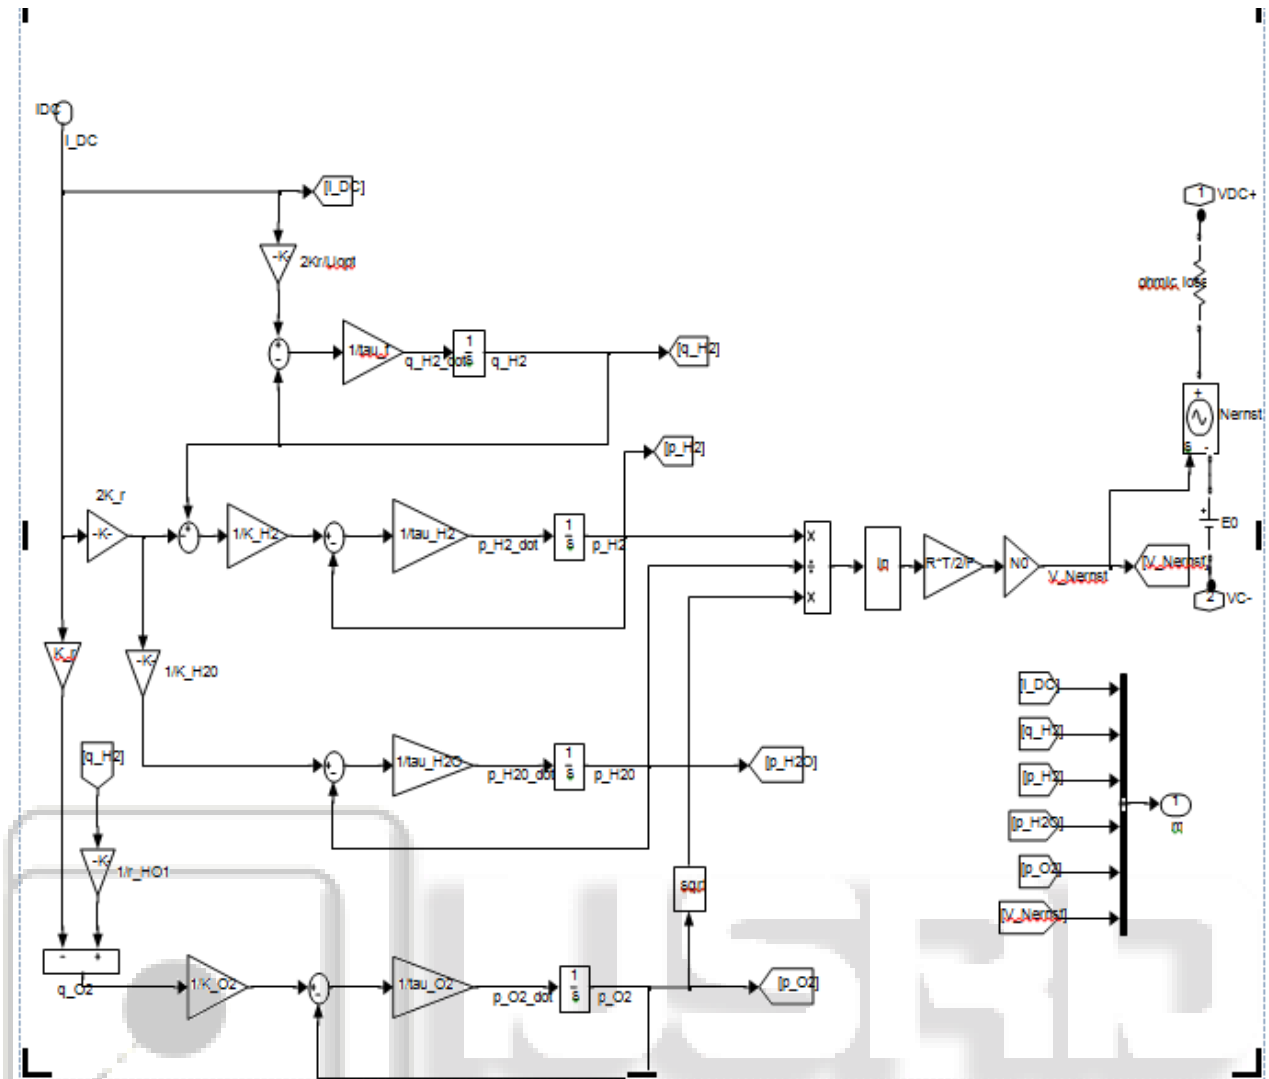 IDC
I_DC
[I_DC]
1
VDC+
-K-
2Kr/Uopt
ohmic loss
+
-
1/tau_f
q_H2_dot
1
s
q_H2
[q_H2]
+
Nernst
s
-
[p_H2]
2K_r
-K-
+
-
1/K_H2
+
-
1/tau_H2
p_H2_dot
1
s
p_H2
X
÷
X
ln
R*T/2/F
N0
V_Nernst
[V_Nernst]
+
E0
2
VC-
K_r
-K-
1/K_H20
[I_DC]
[q_H2]
[q_H2]
+
-
1/tau_H2O
p_H20_dot
1
s
p_H20
[p_H2O]
[p_H2]
1
m
[p_H2O]
-K-
1/r_HO1
sqrt
[p_O2]
[V_Nernst]
-
+
q_O2
1/K_O2
+
-
1/tau_O2
p_O2_dot
1
s
p_O2
[p_O2]